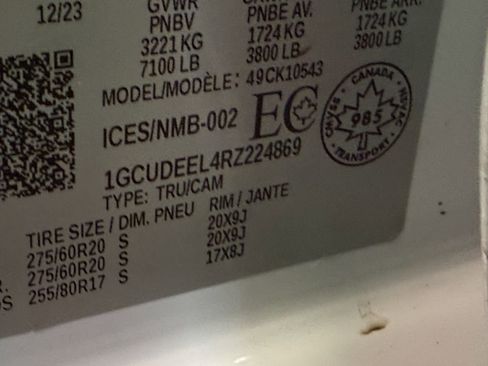 12/23
GVWR
PNBV
3221 KG
7100 LB
PNBE AV.
1724 KG
3800 LB
PNBE ARR.
1724 KG
3800 LB
MODEL/MODÈLE: 49CK10543
ICES/NMB-002
EC
CANADA
985
TRANSPORT
1GCUDEEL4RZ224869
TYPE: TRU/CAM
TIRE SIZE / DIM. PNEU RIM / JANTE
275/60R20 S 20X9J
R. 275/60R20 S 20X9J
OS 255/80R17 S 17X8J